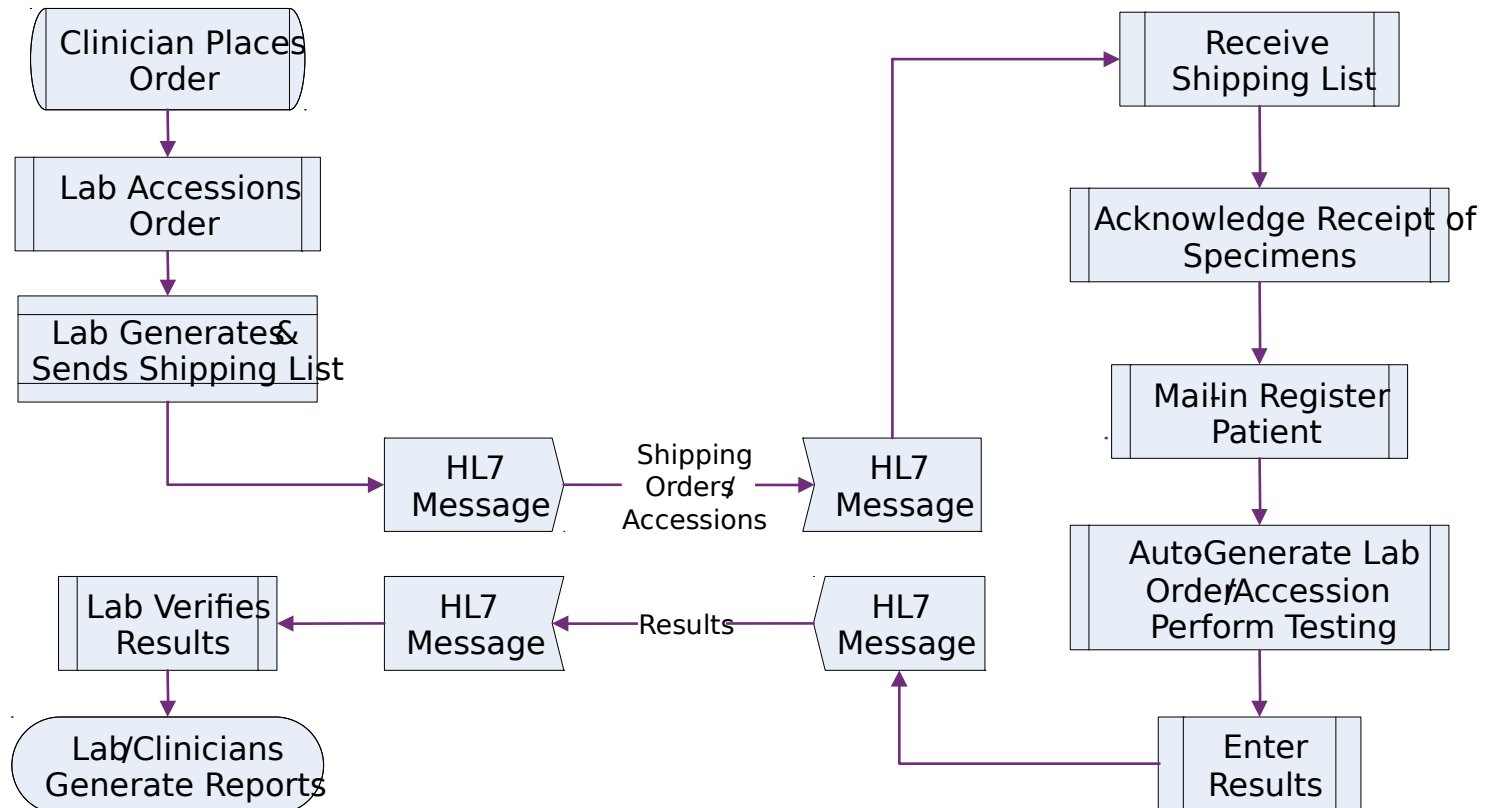 Clinician Places
Order
Lab Accessions
Order
Lab Generates&
Sends Shipping List
HL7
Message
Shipping
Orders/
Accessions
HL7
Message
Receive
Shipping List
Acknowledge Receipt of
Specimens
Mail-in Register
Patient
Auto-Generate Lab
Order/Accession
Perform Testing
Enter
Results
HL7
Message
Results
HL7
Message
Lab Verifies
Results
Lab/Clinicians
Generate Reports